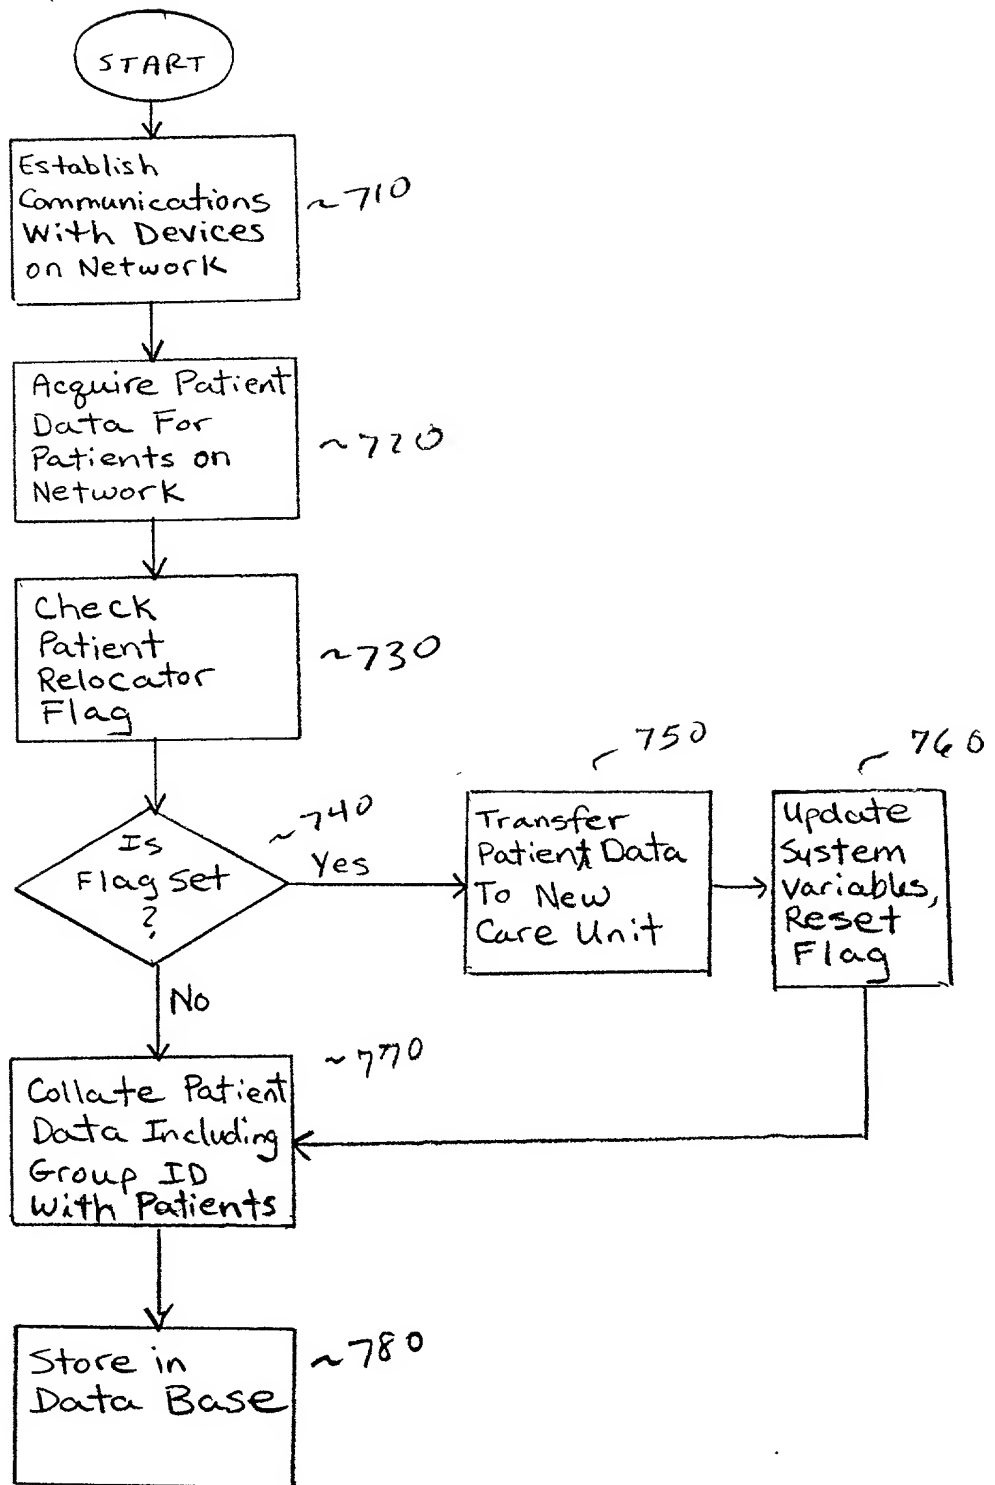 START
Establish
Communications
With Devices
on Network
~710
Acquire Patient
Data For
Patients on
Network
~720
Check
Patient
Relocator
Flag
~730
Is
Flag Set
?
~740
Yes
No
Transfer
Patient Data
To New
Care Unit
750
Update
System
Variables,
Reset
Flag
760
Collate Patient
Data Including
Group ID
With Patients
~770
Store in
Data Base
~780